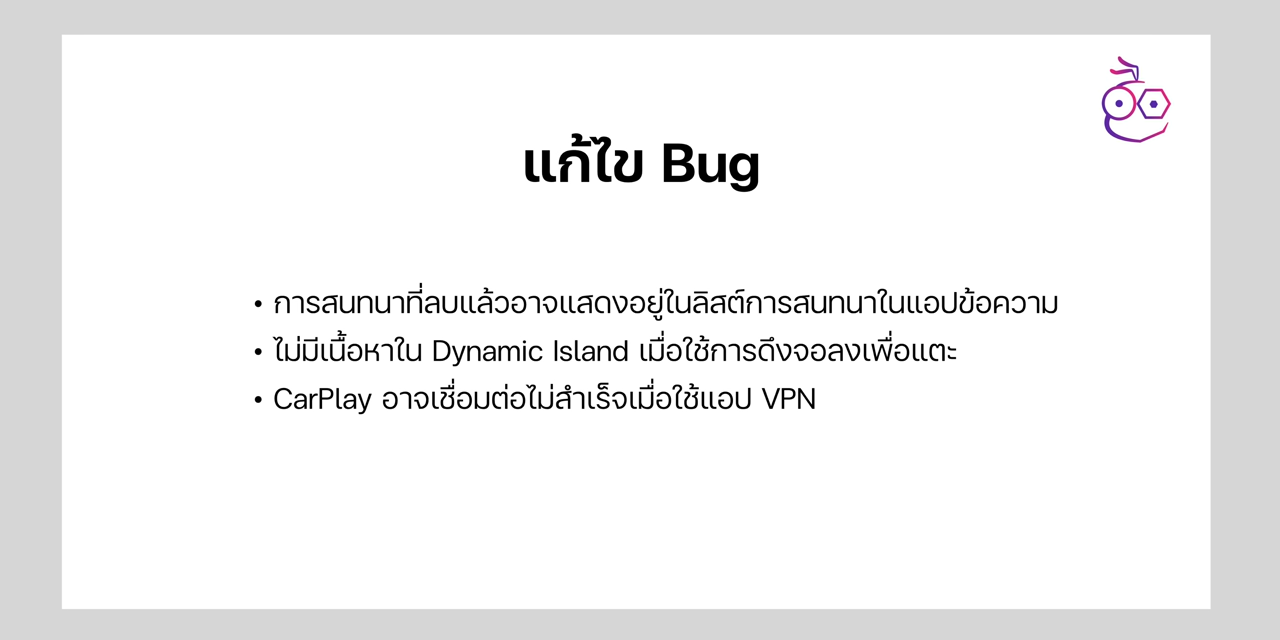 แก้ไข Bug
• การสนทนาที่ลบแล้วอาจแสดงอยู่ในลิสต์การสนทนาในแอปข้อความ
• ไม่มีเนื้อหาใน Dynamic Island เมื่อใช้การดึงจอลงเพื่อแตะ
• CarPlay อาจเชื่อมต่อไม่สำเร็จเมื่อใช้แอป VPN